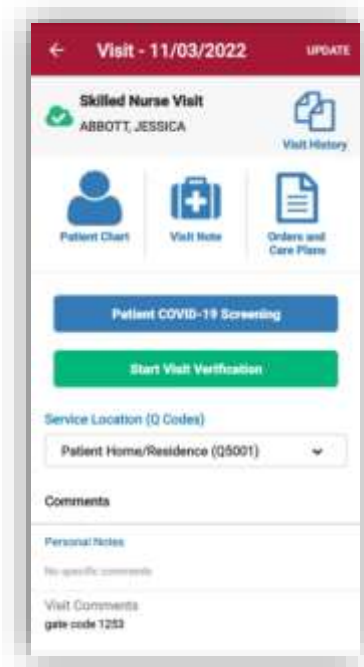 Visit - 11/03/2022 UPDATE
Skilled Nurse Visit
ABBOTT, JESSICA
Visit History
Patient Chart Visit Note Orders and
Care Plans
Patient COVID-19 Screening
Start Visit Verification
Service Location (Q Codes)
Patient Home/Residence (Q5001)
Comments
Personal Notes
No specific comments
Visit Comments
gate code 1253